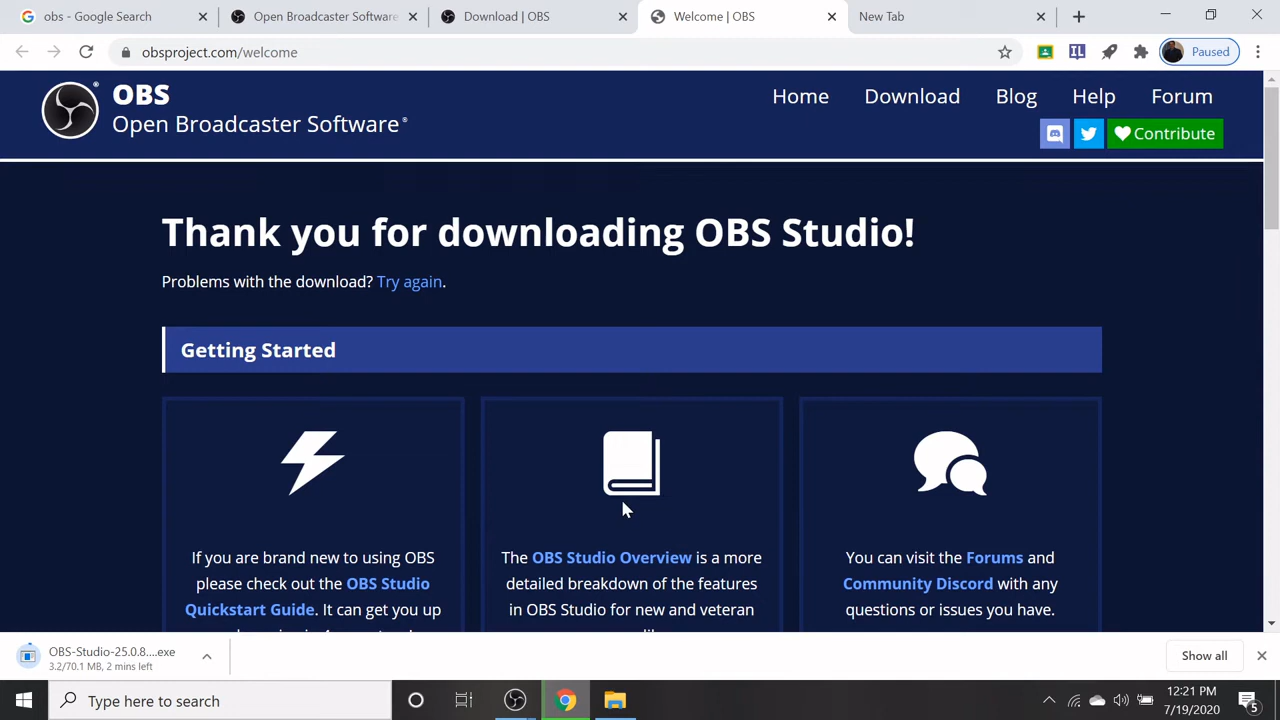 obs - Google Search
Open Broadcaster Software
Download | OBS
Welcome | OBS
New Tab
obsproject.com/welcome
IL
Paused
OBS
Open Broadcaster Software
Home
Download
Blog
Help
Forum
Contribute
Thank you for downloading OBS Studio!
Problems with the download? Try again.
Getting Started
If you are brand new to using OBS
please check out the OBS Studio
Quickstart Guide. It can get you up
The OBS Studio Overview is a more
detailed breakdown of the features
in OBS Studio for new and veteran
You can visit the Forums and
Community Discord with any
questions or issues you have.
OBS-Studio-25.0.8....exe
3.2/70.1 MB, 2 mins left
Show all
Type here to search
12:21 PM
7/19/2020
5